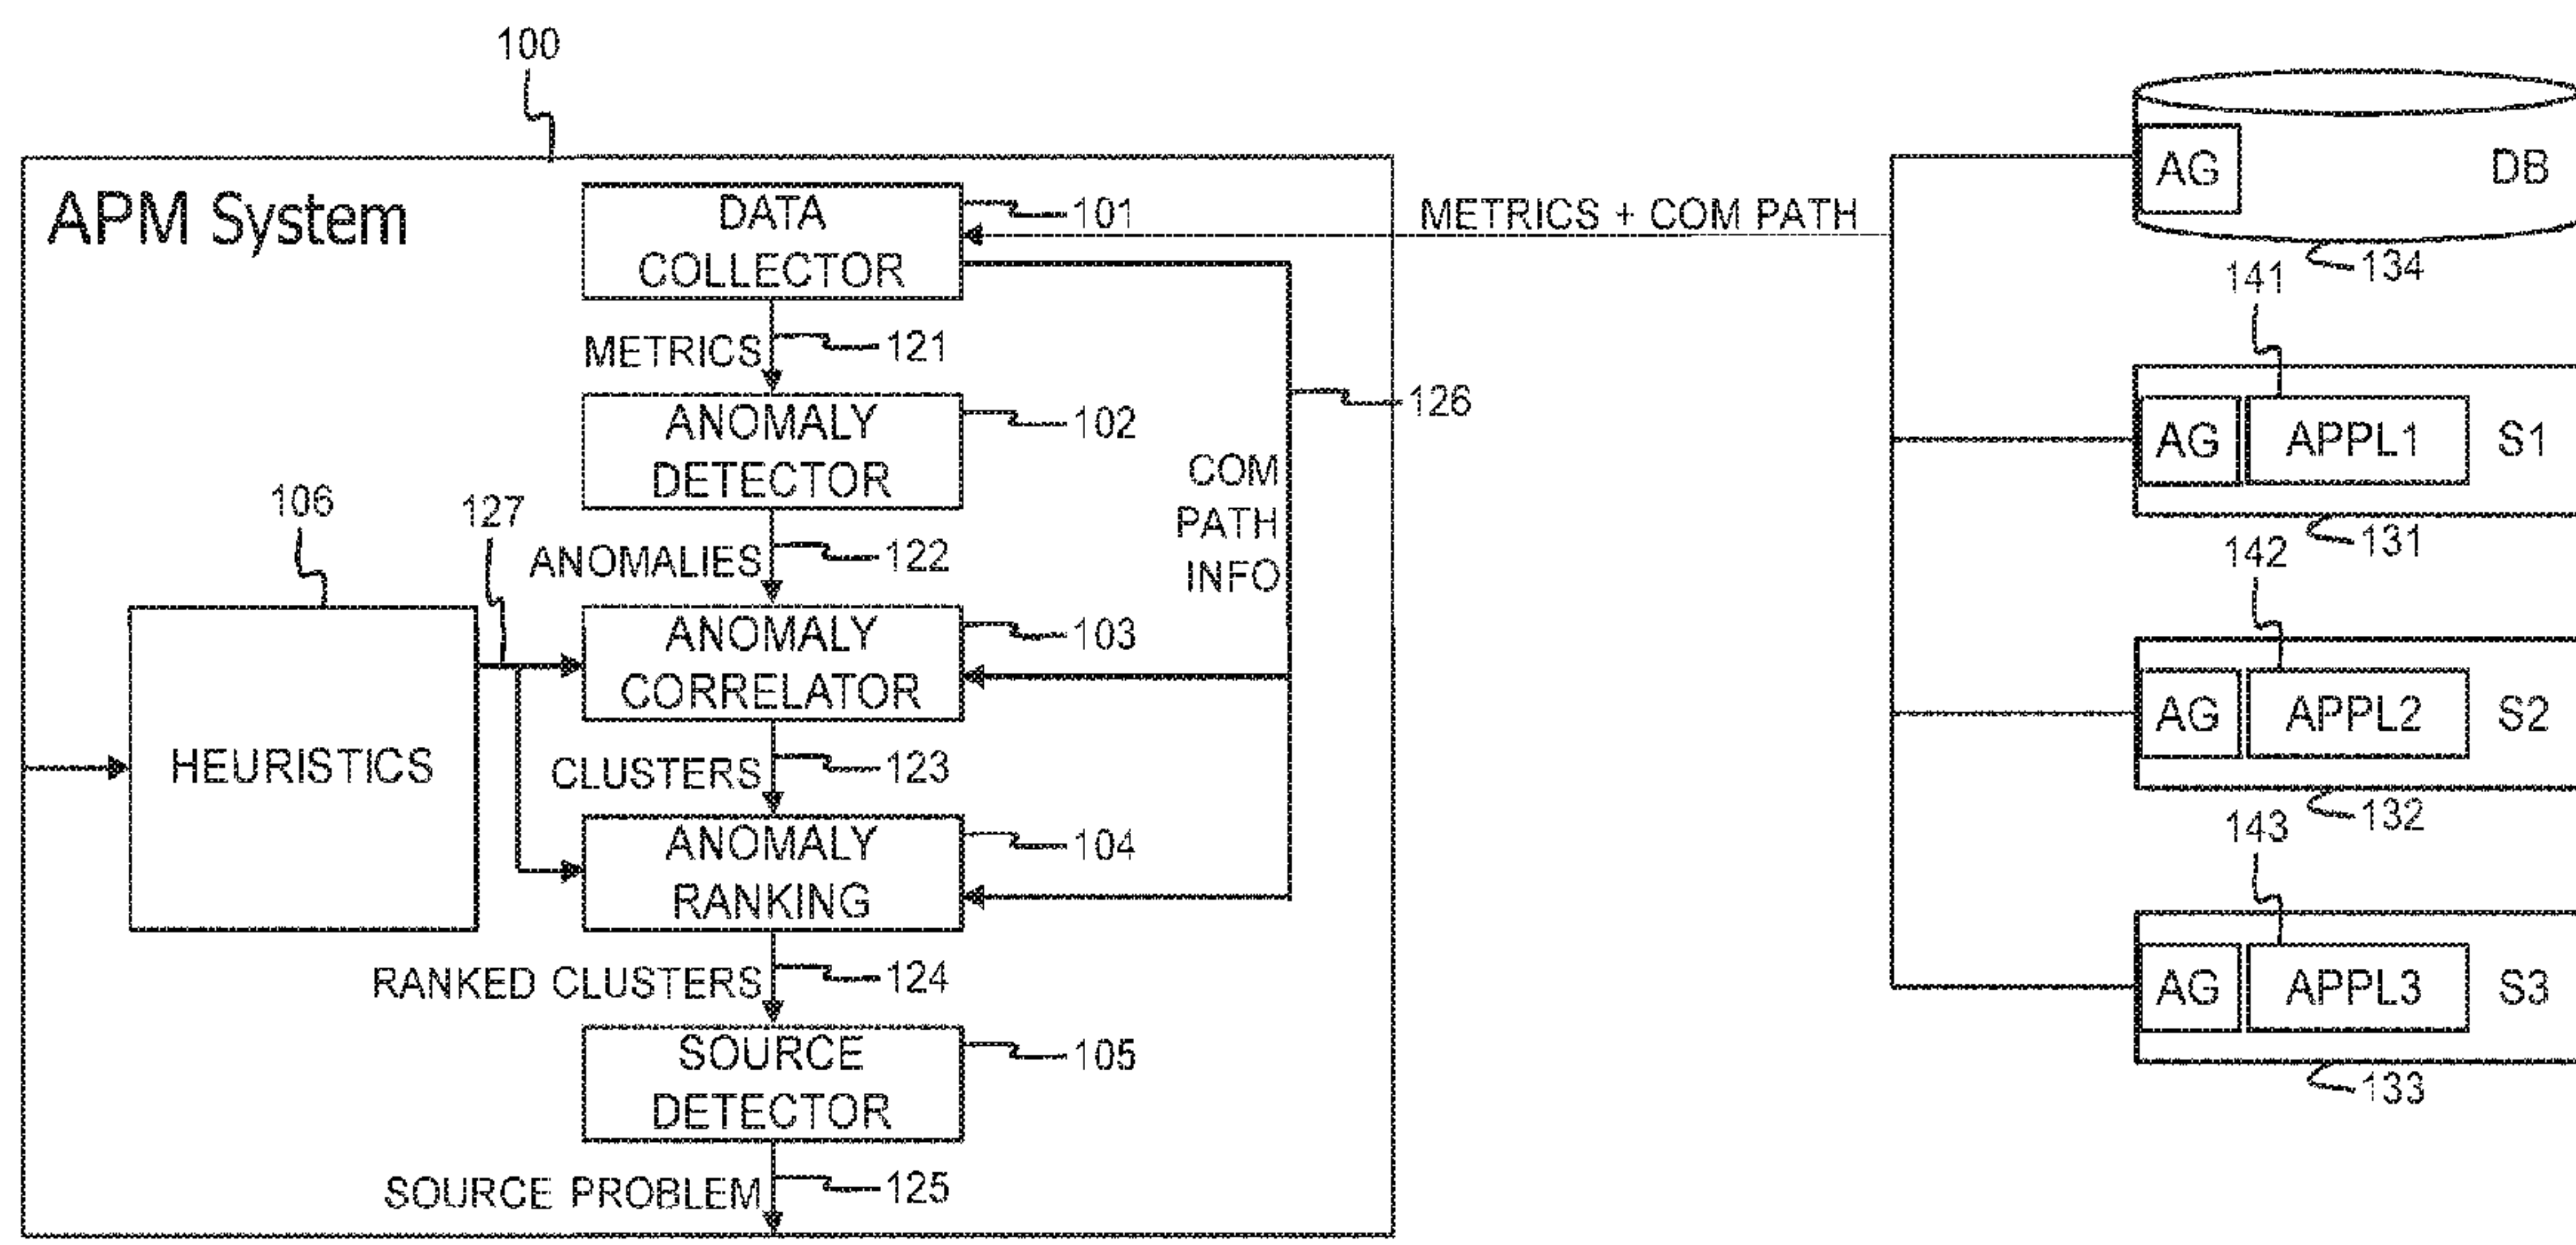 100
APM System
DATA
COLLECTOR
101
METRICS + COM PATH
AG
DB
134
METRICS
121
141
126
ANOMALY
DETECTOR
102
AG
APPL1
S1
131
COM
PATH
INFO
106
127
ANOMALIES
122
142
ANOMALY
CORRELATOR
103
AG
APPL2
S2
132
HEURISTICS
CLUSTERS
123
143
ANOMALY
RANKING
104
RANKED CLUSTERS
124
AG
APPL3
S3
133
SOURCE
DETECTOR
105
SOURCE PROBLEM
125